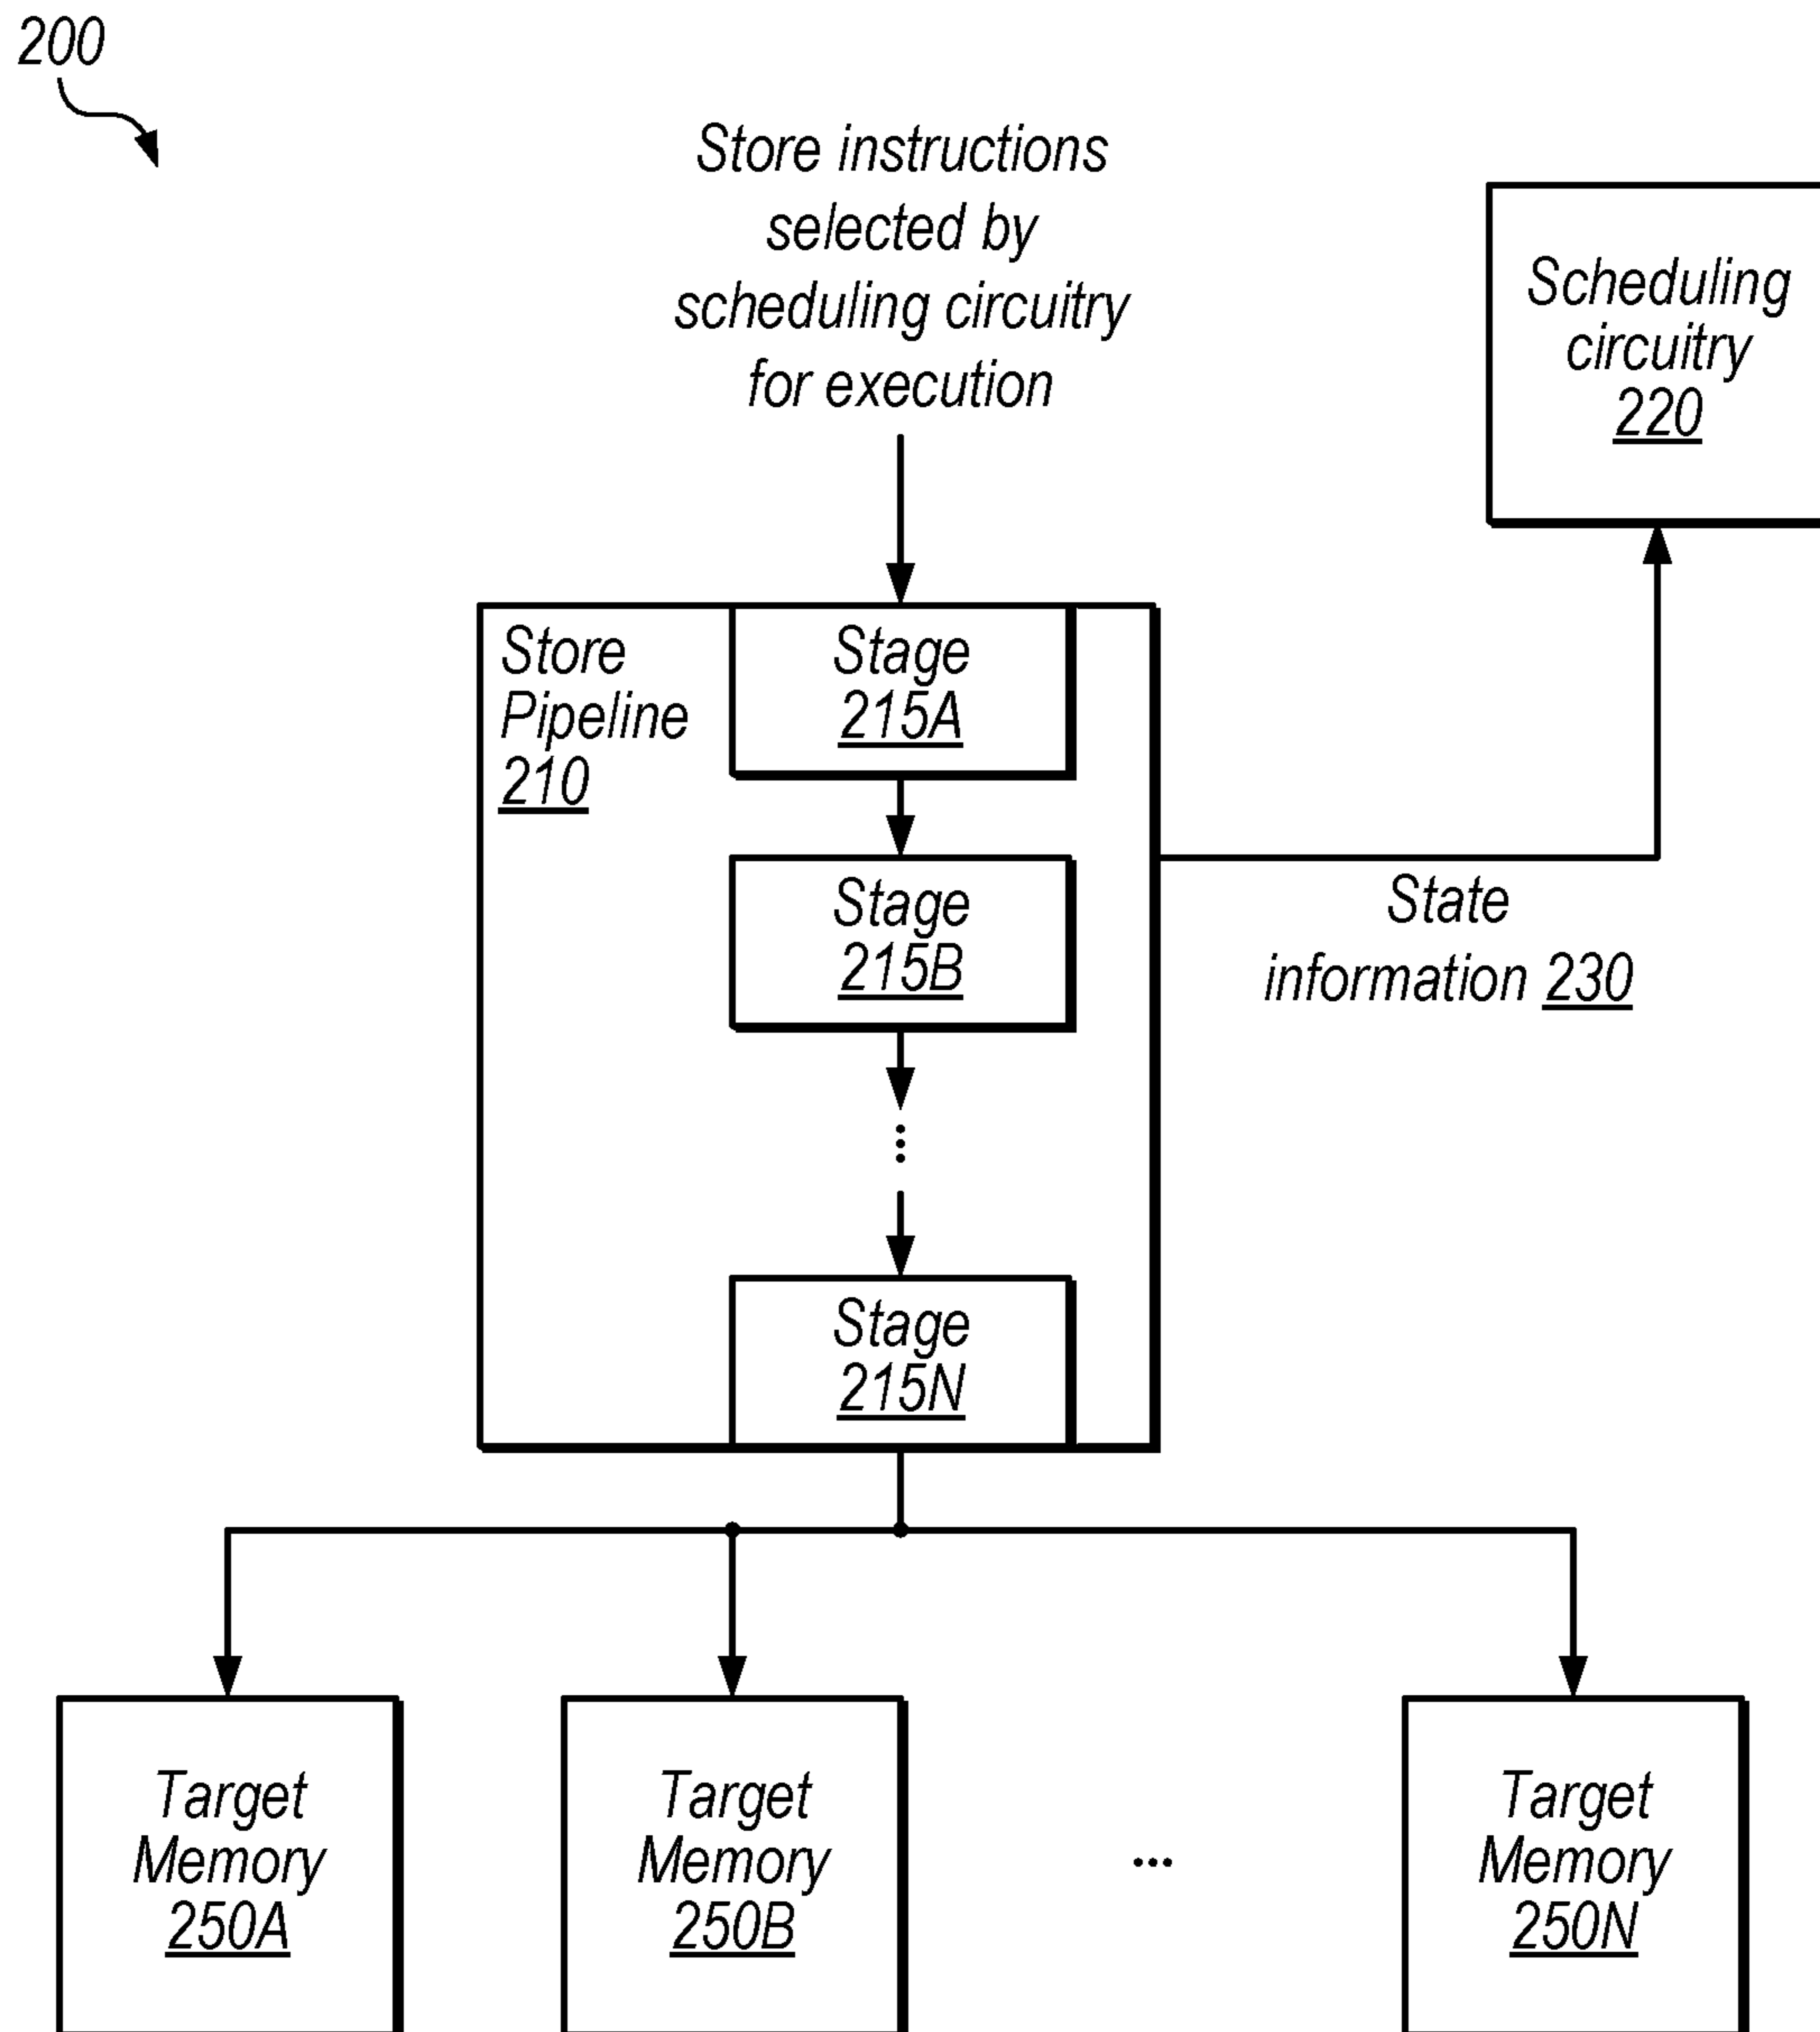 200
Store instructions
selected by
scheduling circuitry
for execution
Scheduling
circuitry
220
Store
Pipeline
210
Stage
215A
Stage
215B
State
information 230
...
Stage
215N
Target
Memory
250A
Target
Memory
250B
...
Target
Memory
250N